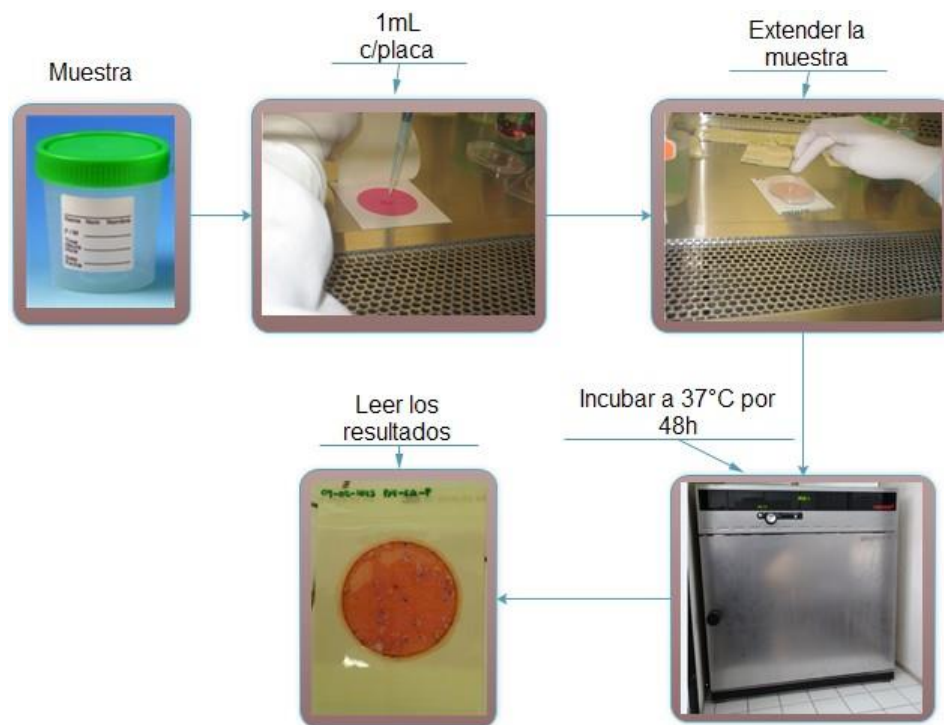 Muestra
1mL
c/placa
Extender la
muestra
Incubar a 37°C por
48h
Leer los
resultados